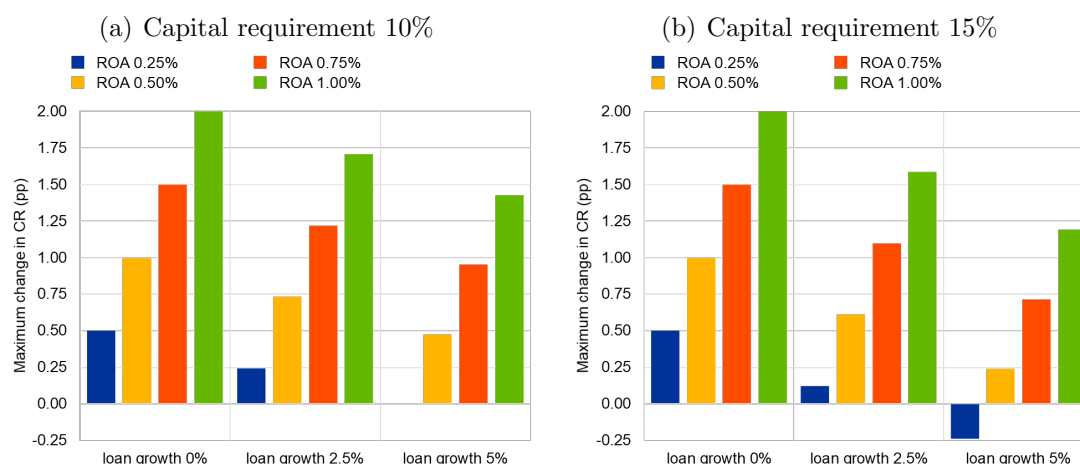 (a) Capital requirement 10%
ROA 0.25%
ROA 0.75%
ROA 0.50%
ROA 1.00%
Maximum change in CR (pp)
2.00
1.75
1.50
1.25
1.00
0.75
0.50
0.25
0.00
-0.25
loan growth 0%
loan growth 2.5%
loan growth 5%
(b) Capital requirement 15%
ROA 0.25%
ROA 0.75%
ROA 0.50%
ROA 1.00%
Maximum change in CR (pp)
2.00
1.75
1.50
1.25
1.00
0.75
0.50
0.25
0.00
-0.25
loan growth 0%
loan growth 2.5%
loan growth 5%